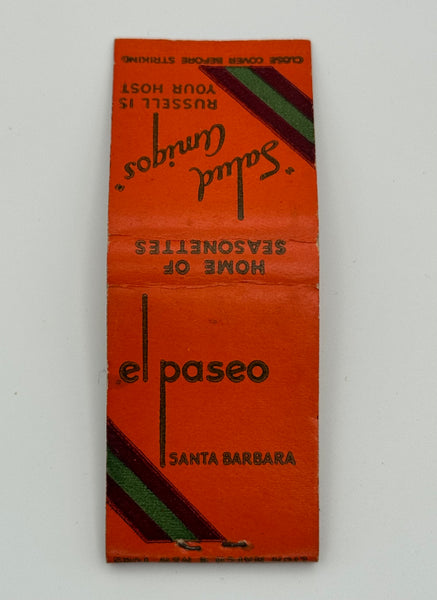 CLOSE COVER BEFORE STRIKING
RUSSELL IS
YOUR HOST
"Salud
Amigos"
HOME OF
SEASONETTES
el paseo
SANTA BARBARA